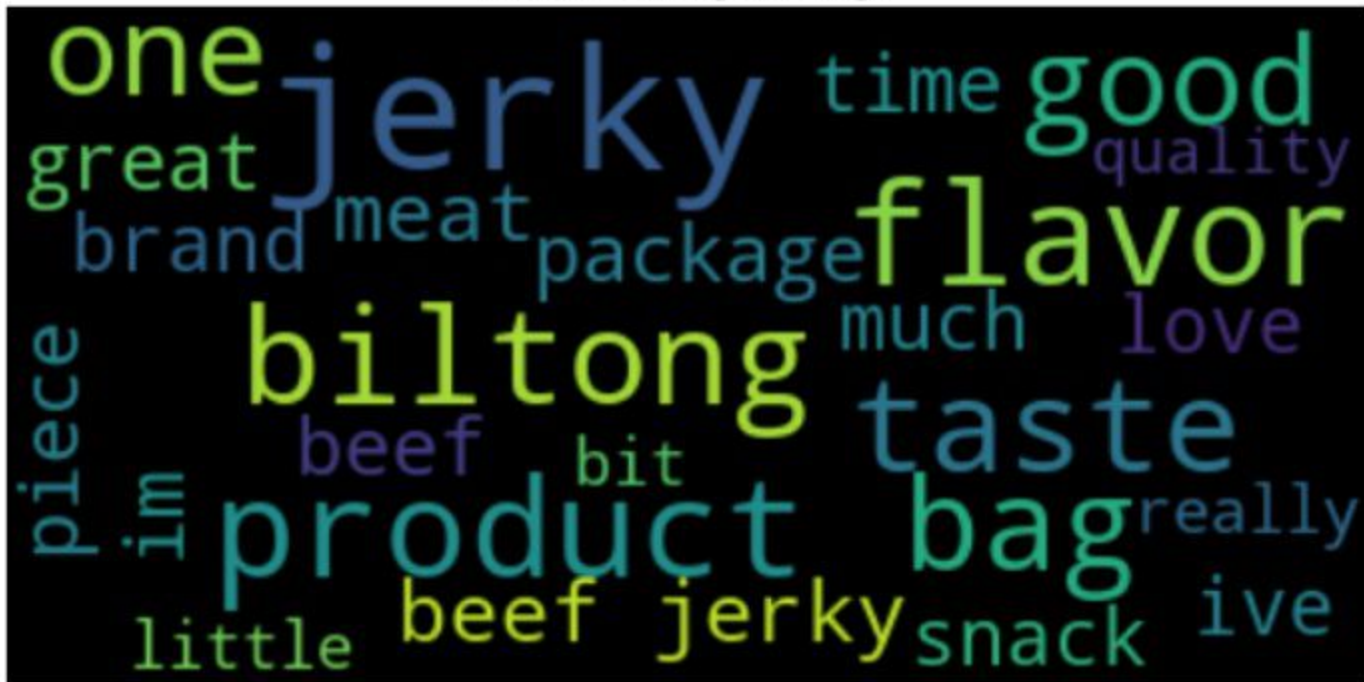 one
jerky
time
good
great
quality
brand
meat
package
flavor
biltong
much
love
piece
beef
bit
taste
im
product
bag
really
beef jerky
little
snack
ive